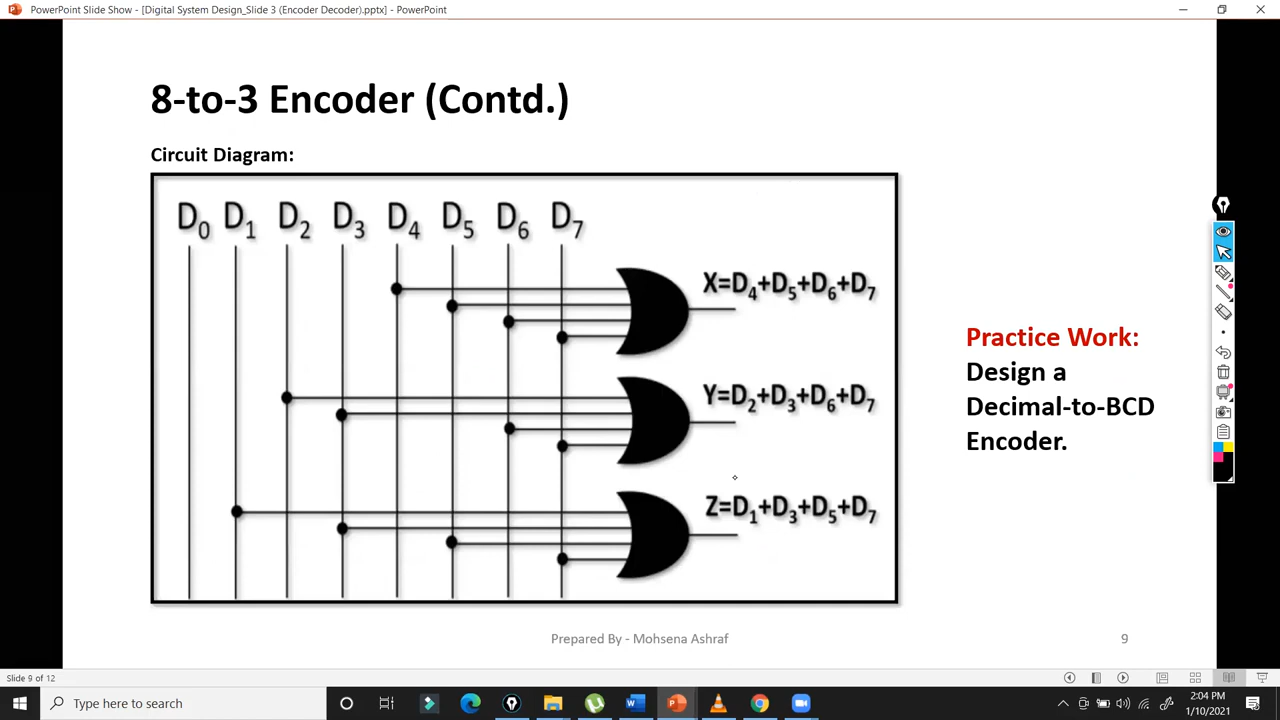 PowerPoint Slide Show - [Digital System Design_Slide 3 (Encoder Decoder).pptx] - PowerPoint
8-to-3 Encoder (Contd.)
Circuit Diagram:
D₀ D₁ D₂ D₃ D₄ D₅ D₆ D₇
X=D₄+D₅+D₆+D₇
Y=D₂+D₃+D₆+D₇
Z=D₁+D₃+D₅+D₇
Practice Work:
Design a
Decimal-to-BCD
Encoder.
Prepared By - Mohsena Ashraf
9
Slide 9 of 12
Type here to search
2:04 PM
1/10/2021